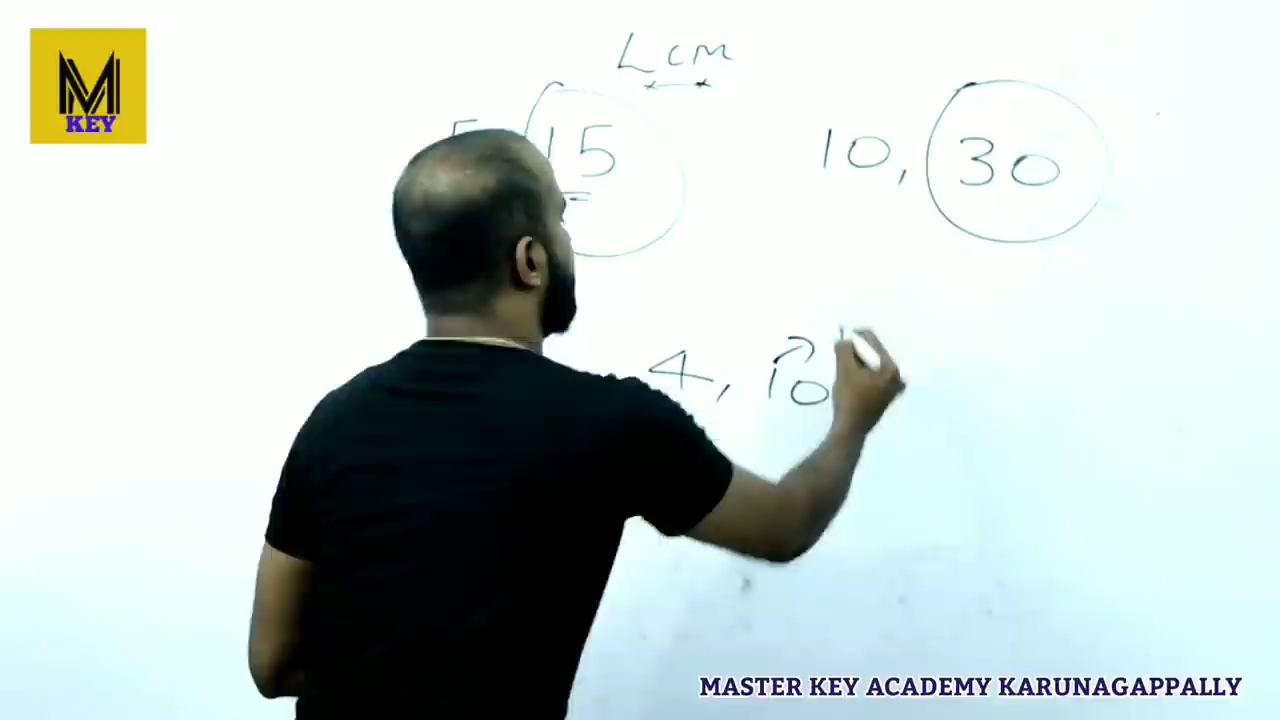 M
KEY
LCM
5, 15
10, 30
4, 10
MASTER KEY ACADEMY KARUNAGAPPALLY